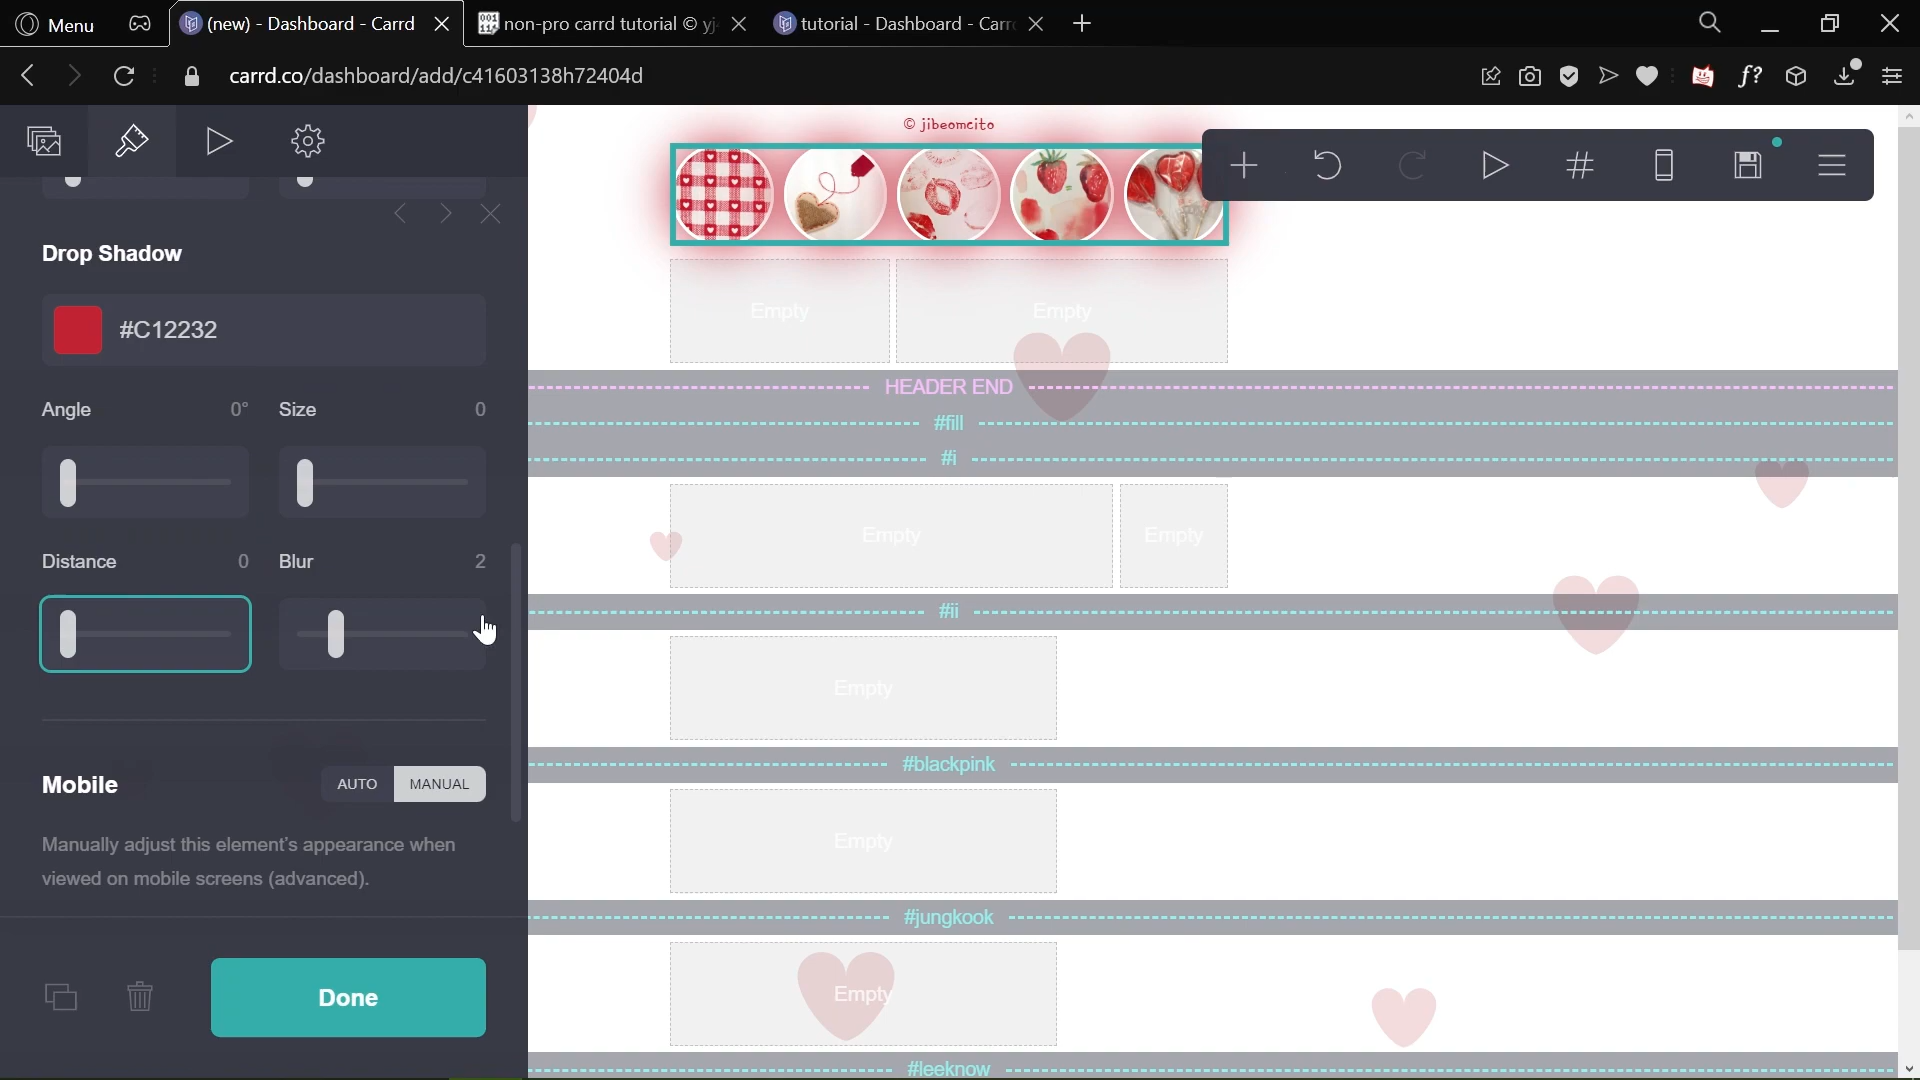 Menu
(new) - Dashboard - Carrd
non-pro carrd tutorial © yj
tutorial - Dashboard - Carr
carrd.co/dashboard/add/c41603138h72404d
f?
© jibeomcito
Drop Shadow
#C12232
Angle 0° Size 0
Distance 0 Blur 2
Mobile
AUTO MANUAL
Manually adjust this element's appearance when
viewed on mobile screens (advanced).
Done
Empty Empty
HEADER END
#fill
#i
Empty Empty
#ii
Empty
#blackpink
Empty
#jungkook
Empty
#leeknow